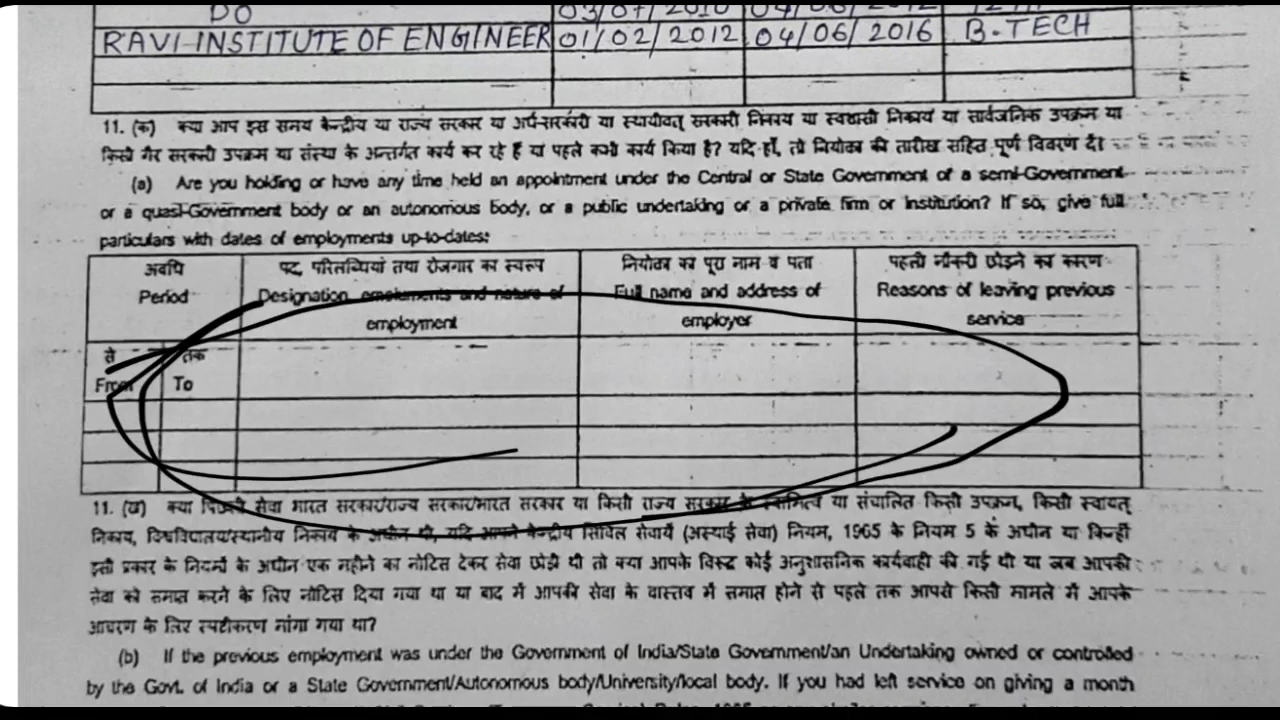 DO 03/07/2010
RAVI INSTITUTE OF ENGINEER 01/02/2012 04/06/2016 B-TECH
11. (क) क्या आप इस समय केन्द्रीय या राज्य सरकार या अर्ध-सरकारी या स्थायीवत् सरकारी निकाय या स्वशासी निकाय या सार्वजनिक उपक्रम या
किसी गैर सरकारी उपक्रम या संस्था के अन्तर्गत कार्य कर रहे हैं या पहले कभी कार्य किया है? यदि हाँ, तो नियोक्ता की तारीख सहित पूर्ण विवरण दें।
(a) Are you holding or have any time held an appointment under the Central or State Government of a semi-Government
or a quasi-Government body or an autonomous body, or a public undertaking or a private firm or institution? If so, give full
particulars with dates of employments up-to-dates:
अवधि पद, परिलब्धियां तथा रोजगार का स्वरूप नियोक्ता का पूरा नाम व पता पहली नौकरी छोड़ने का कारण
Period Designation, emoluments and nature of Full name and address of Reasons of leaving previous
employment employer service
से तक
From To
11. (ख) क्या पिछली सेवा भारत सरकार/राज्य सरकार/भारत सरकार या किसी राज्य सरकार के स्वामित्व या संचालित किसी उपक्रम, किसी स्वायत्
निकाय, विश्वविद्यालय/स्थानीय निकाय के अधीन थी, यदि आपने केन्द्रीय सिविल सेवायें (अस्थाई सेवा) नियम, 1965 के नियम 5 के अधीन या किन्हीं
इसी प्रकार के नियमों के अधीन एक महीने का नोटिस देकर सेवा छोड़ी थी तो क्या आपके विरूद्ध कोई अनुशासनिक कार्यवाही की गई थी या जब आपकी
सेवा को समाप्त करने के लिए नोटिस दिया गया था या बाद में आपकी सेवा के वास्तव में समाप्त होने से पहले तक आपसे किसी मामले में आपके
आचरण के लिए स्पष्टीकरण मांगा गया था?
(b) If the previous employment was under the Government of India/State Government/an Undertaking owned or controlled
by the Govt. of India or a State Government/Autonomous body/University/local body. If you had left service on giving a month